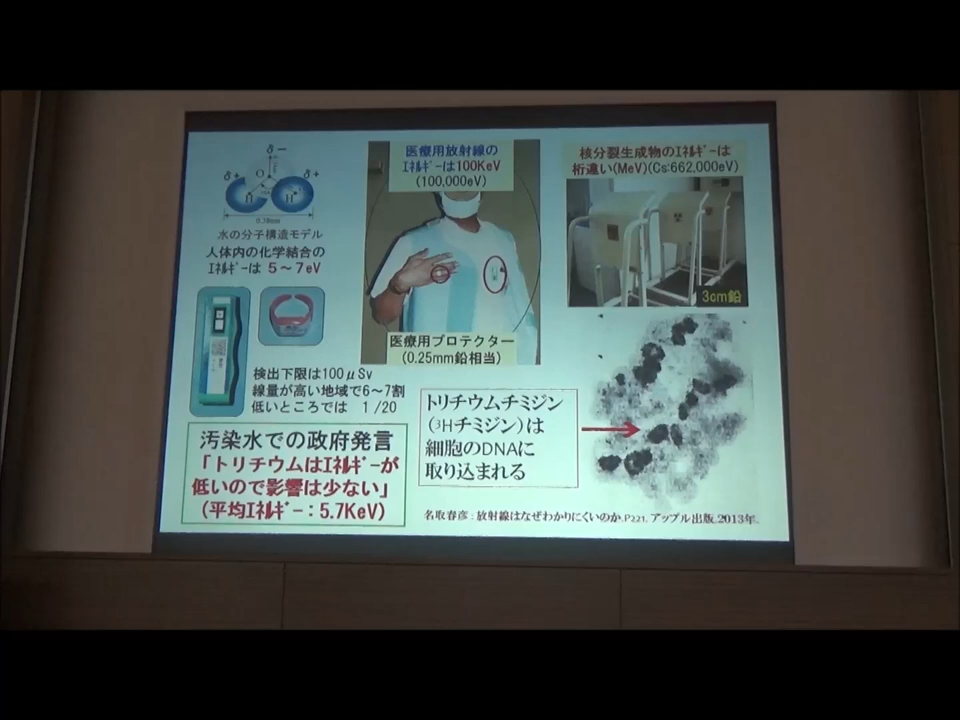 δ−
δ+
δ+
O
H
H
水の分子構造モデル
人体内の化学結合の
ｴﾈﾙｷﾞｰは 5～7eV
医療用放射線の
ｴﾈﾙｷﾞｰは100KeV
(100,000eV)
医療用プロテクター
(0.25mm鉛相当)
核分裂生成物のｴﾈﾙｷﾞｰは
桁違い(MeV)(Cs:662,000eV)
3cm鉛
検出下限は100μSv
線量が高い地域で6～7割
低いところでは 1/20
汚染水での政府発言
「トリチウムはｴﾈﾙｷﾞｰが
低いので影響は少ない」
(平均ｴﾈﾙｷﾞｰ：5.7KeV)
トリチウムチミジン
(³Hチミジン)は
細胞のDNAに
取り込まれる
名取春彦：放射線はなぜわかりにくいのか.P221. アップル出版.2013年.